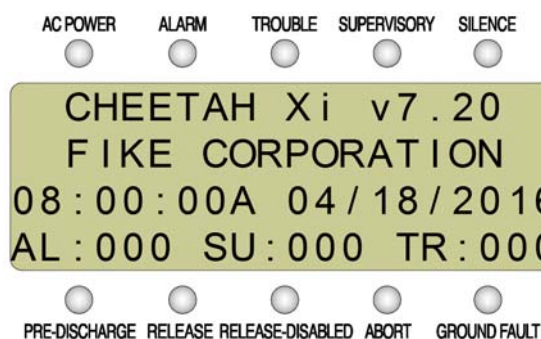 AC POWER ALARM TROUBLE SUPERVISORY SILENCE
CHEETAH Xi v7.20
FIKE CORPORATION
08:00:00A 04/18/2016
AL:000 SU:000 TR:000
PRE-DISCHARGE RELEASE RELEASE-DISABLED ABORT GROUND FAULT